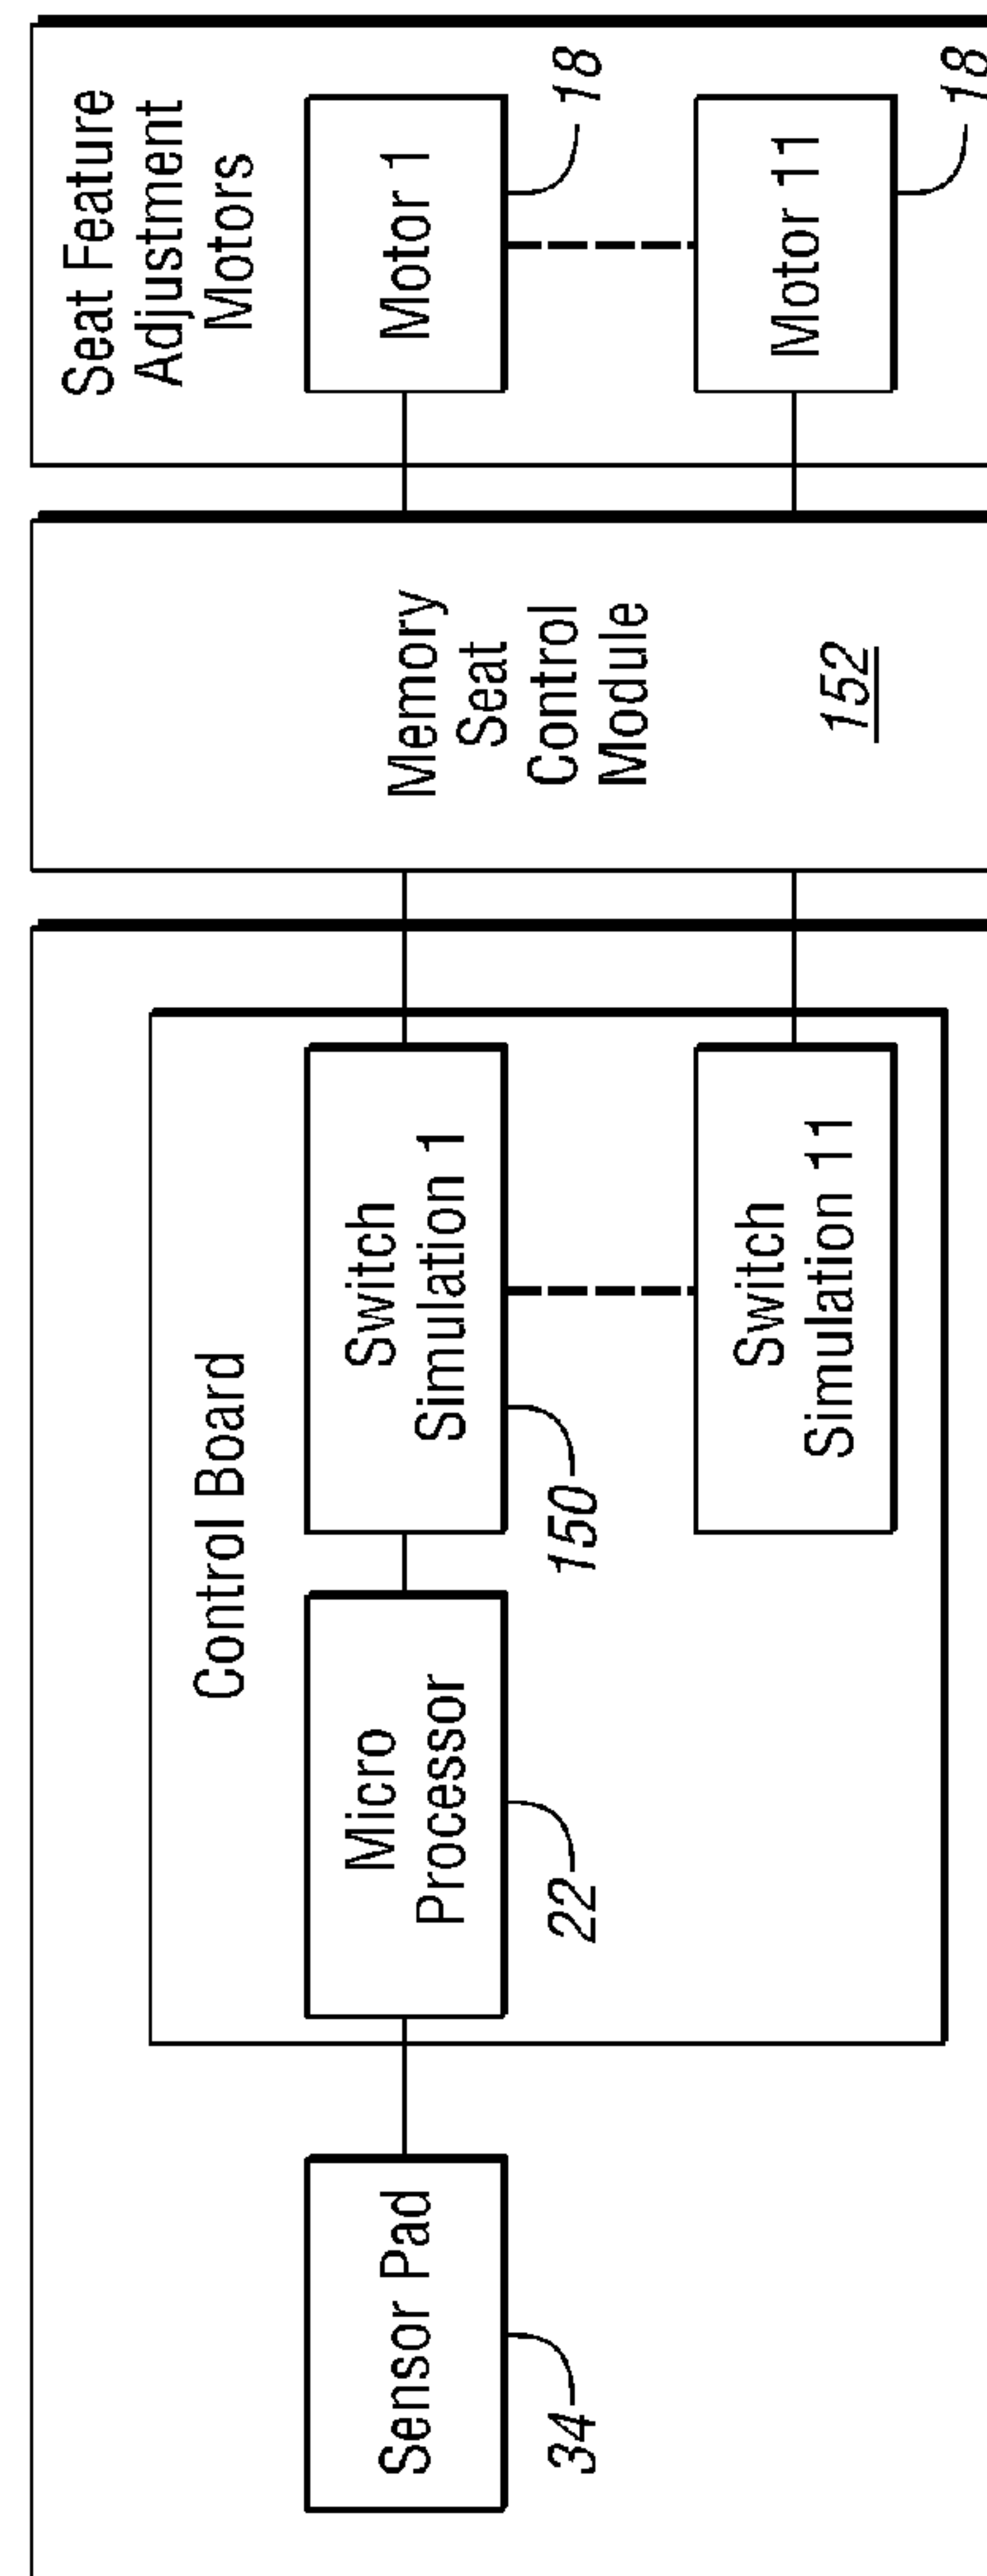 Control Board
Sensor Pad
34
Micro
Processor
22
Switch
Simulation 1
150
Switch
Simulation 11
Memory
Seat
Control
Module
152
Seat Feature
Adjustment
Motors
Motor 1
18
Motor 11
18